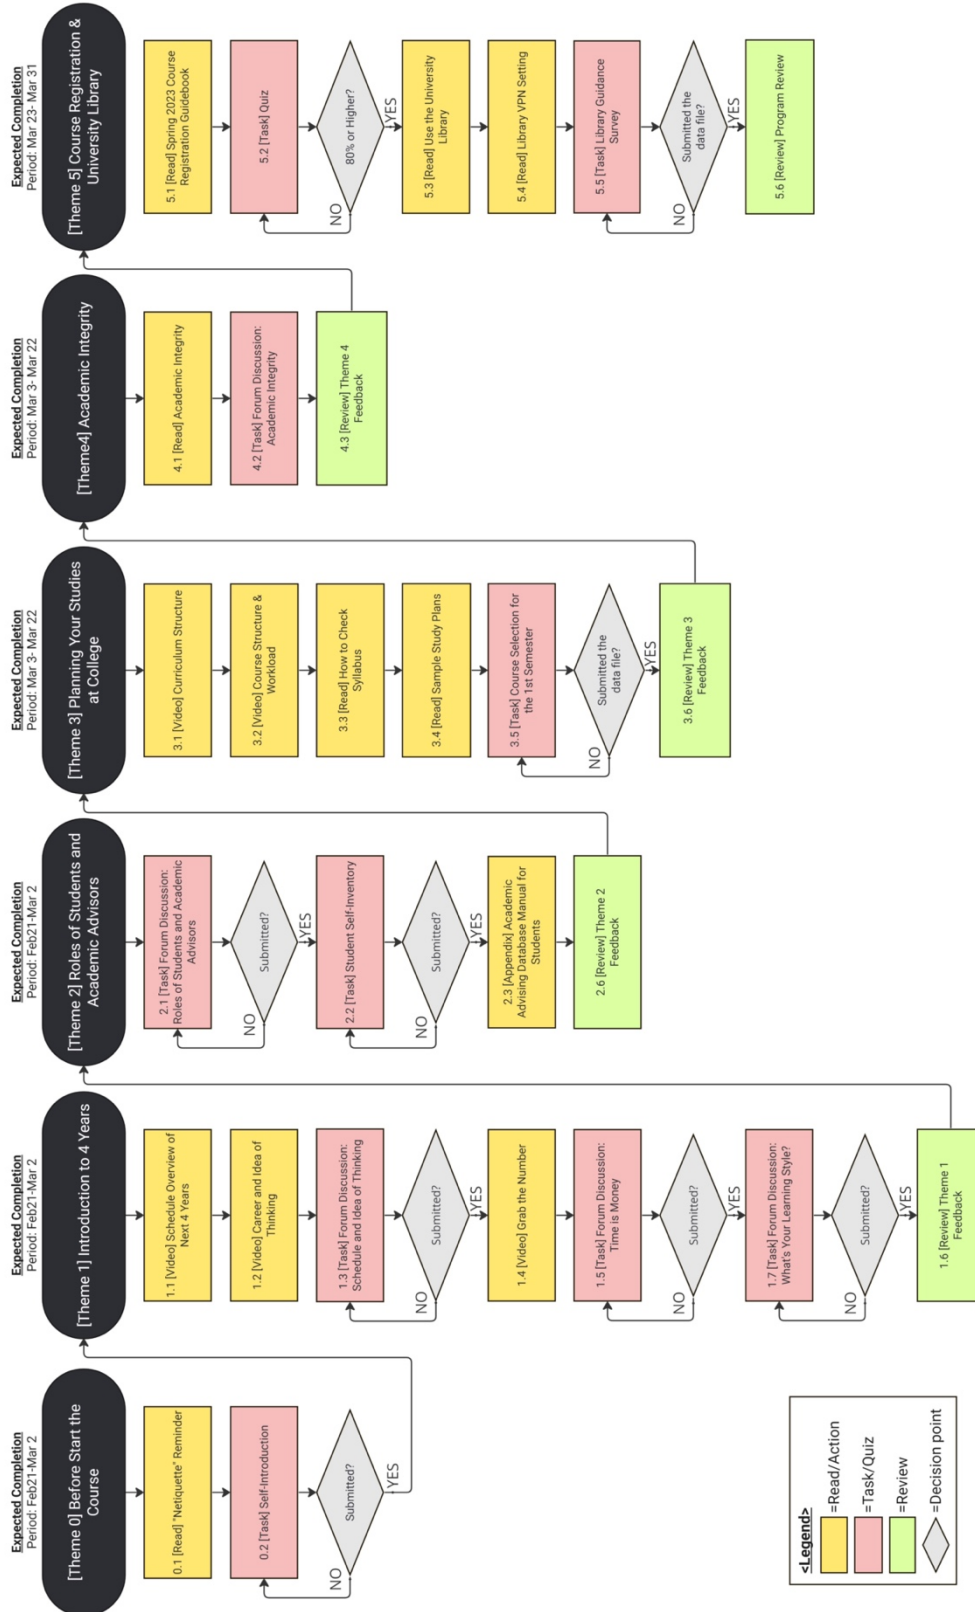 Expected Completion
Period: Feb21-Mar 2
[Theme 0] Before Start the
Course
0.1 [Read] "Netiquette" Reminder
0.2 [Task] Self-Introduction
Submitted?
NO
YES
Expected Completion
Period: Feb21-Mar 2
[Theme 1] Introduction to 4 Years
1.1 [Video] Schedule Overview of
Next 4 Years
1.2 [Video] Career and Idea of
Thinking
1.3 [Task] Forum Discussion:
Schedule and Idea of Thinking
Submitted?
NO
YES
1.4 [Video] Grab the Number
1.5 [Task] Forum Discussion:
Time is Money
Submitted?
NO
YES
1.7 [Task] Forum Discussion:
What's Your Learning Style?
Submitted?
NO
YES
1.6 [Review] Theme 1
Feedback
Expected Completion
Period: Feb21-Mar 2
[Theme 2] Roles of Students and
Academic Advisors
2.1 [Task] Forum Discussion:
Roles of Students and Academic
Advisors
Submitted?
NO
YES
2.2 [Task] Student Self-Inventory
Submitted?
NO
YES
2.3 [Appendix] Academic
Advising Database Manual for
Students
2.6 [Review] Theme 2
Feedback
Expected Completion
Period: Mar 3- Mar 22
[Theme 3] Planning Your Studies
at College
3.1 [Video] Curriculum Structure
3.2 [Video] Course Structure &
Workload
3.3 [Read] How to Check
Syllabus
3.4 [Read] Sample Study Plans
3.5 [Task] Course Selection for
the 1st Semester
Submitted the
data file?
NO
YES
3.6 [Review] Theme 3
Feedback
Expected Completion
Period: Mar 3- Mar 22
[Theme4] Academic Integrity
4.1 [Read] Academic Integrity
4.2 [Task] Forum Discussion:
Academic Integrity
4.3 [Review] Theme 4
Feedback
Expected Completion
Period: Mar 23- Mar 31
[Theme 5] Course Registration &
University Library
5.1 [Read] Spring 2023 Course
Registration Guidebook
5.2 [Task] Quiz
80% or Higher?
NO
YES
5.3 [Read] Use the University
Library
5.4 [Read] Library VPN Setting
5.5 [Task] Library Guidance
Survey
Submitted the
data file?
NO
YES
5.6 [Review] Program Review
<Legend>
=Read/Action
=Task/Quiz
=Review
=Decision point